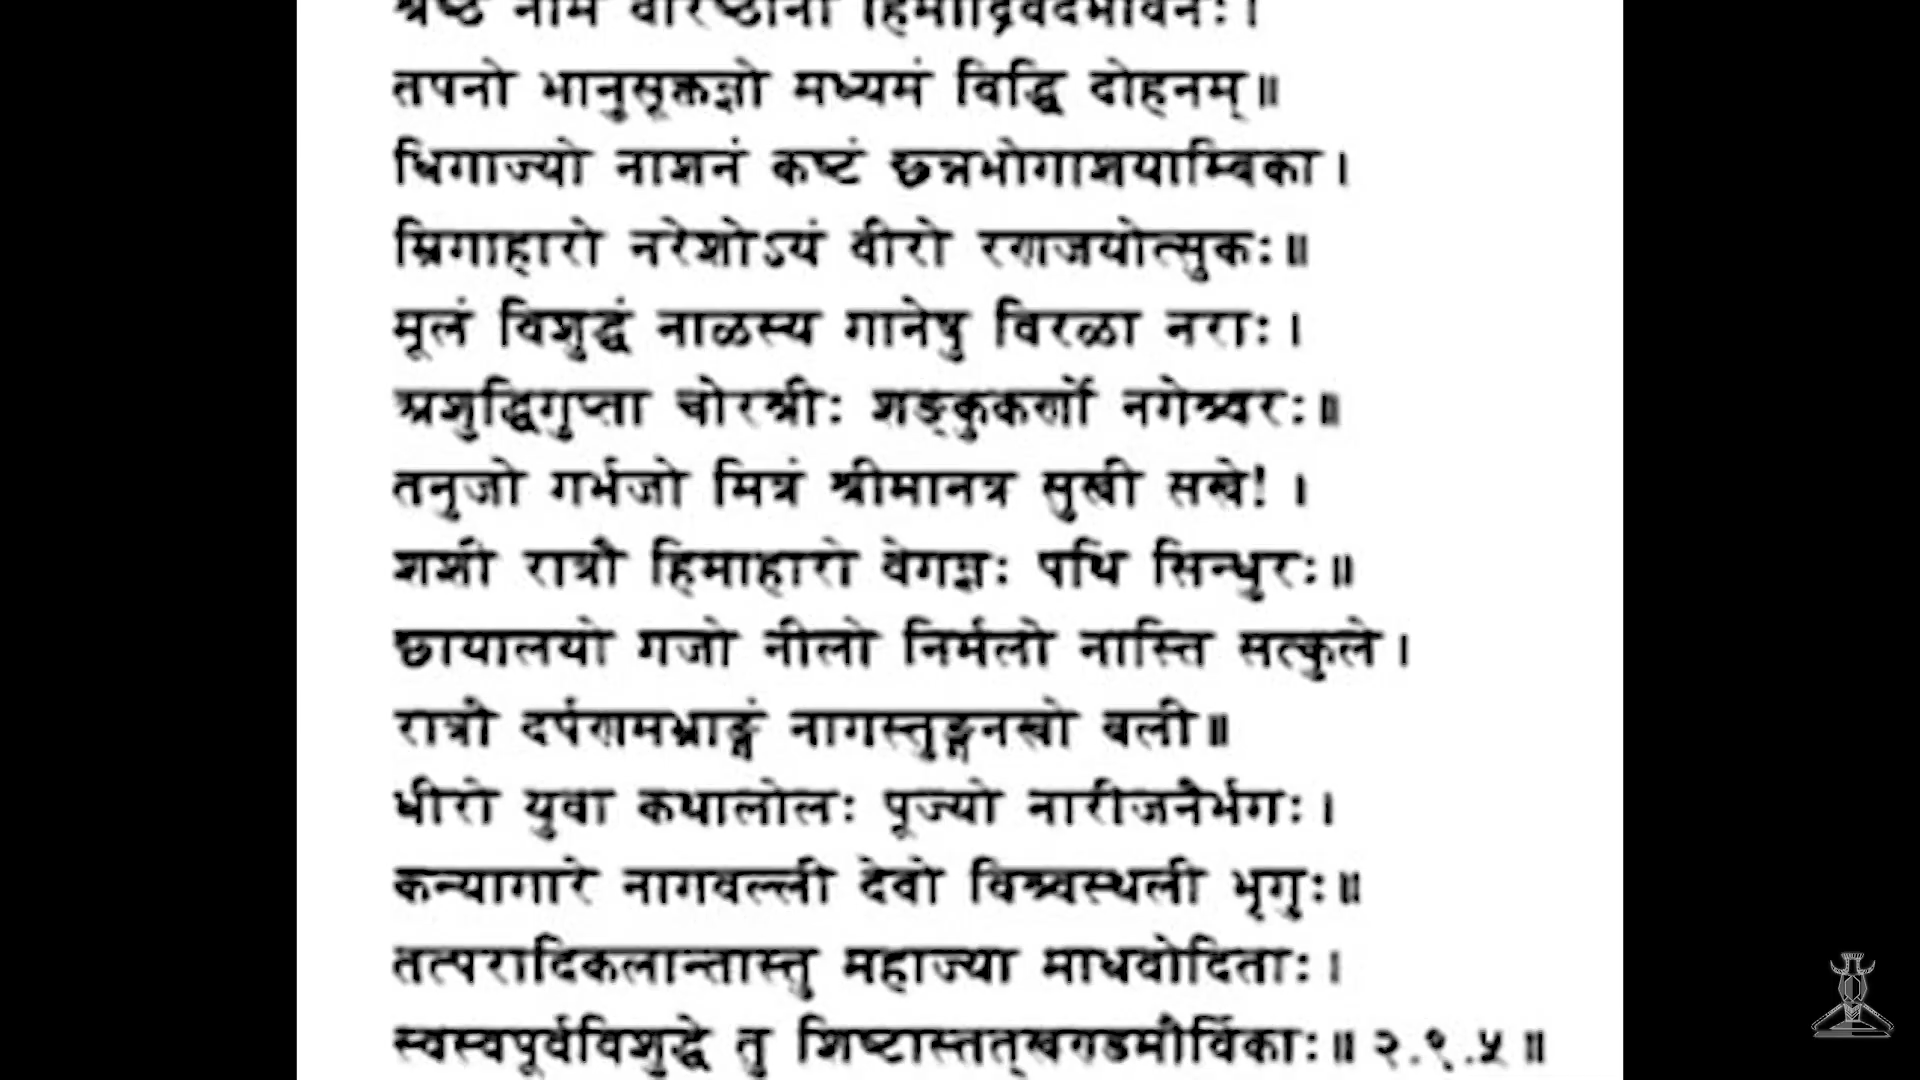 श्रेष्ठं नाम वरिष्ठानां हिमाद्रिर्वेदभावनः।
तपनो भानुसूक्तज्ञो मध्यमं विद्धि दोहनम्॥
धिगाज्यो नाशनं कष्टं छन्नभोगाशयाम्बिका।
म्रिगाहारो नरेशोऽयं वीरो रणजयोत्सुकः॥
मूलं विशुद्धं नाळस्य गानेषु विरळा नराः।
अशुद्धिगुप्ता चोरश्रीः शङ्कुकर्णो नगेश्वरः॥
तनुजो गर्भजो मित्रं श्रीमानत्र सुखी सखे!।
शशी रात्रौ हिमाहारो वेगज्ञः पथि सिन्धुरः॥
छायालयो गजो नीलो निर्मलो नास्ति सत्कुले।
रात्रौ दर्पणमभ्राङ्गं नागस्तुङ्गनखो बली॥
धीरो युवा कथालोलः पूज्यो नारीजनैर्भगः।
कन्यागारे नागवल्ली देवो विश्वस्थली भृगुः॥
तत्परादिकलान्तास्तु महाज्या माधवोदिताः।
स्वस्वपूर्वविशुद्धे तु शिष्टास्तत्खण्डमौर्विकाः॥ २.९.५॥